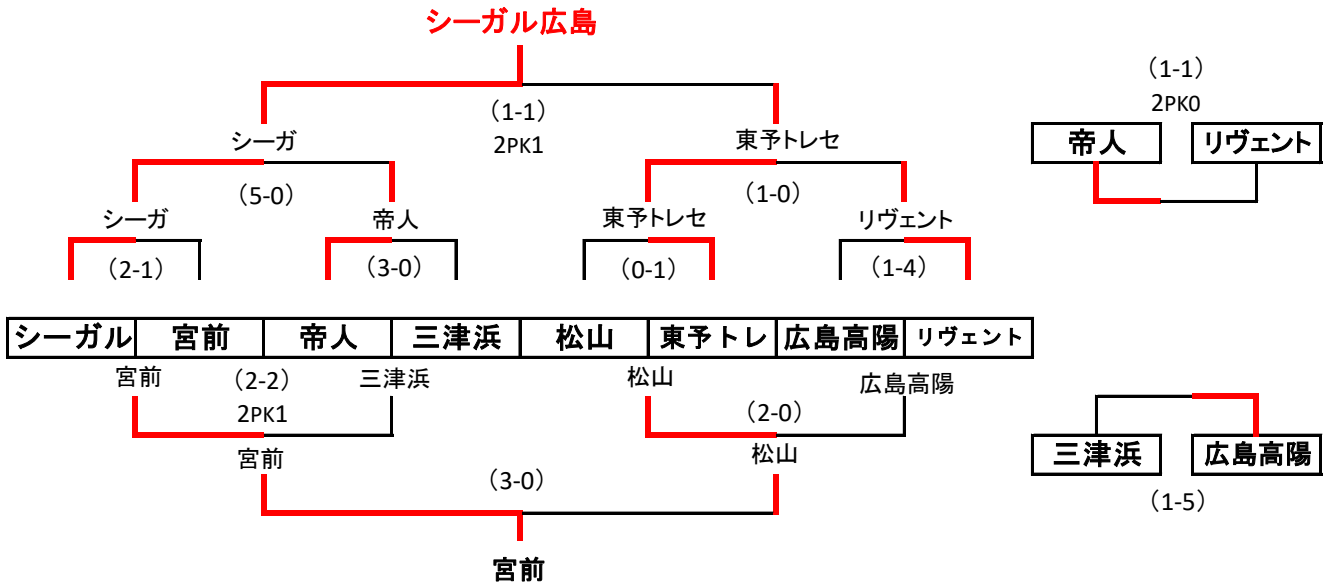 シーガル広島
（1-1）
2PK1
シーガ
東予トレセ
（5-0）
（1-0）
シーガ
帝人
東予トレセ
リヴェント
（2-1）
（3-0）
（0-1）
（1-4）
シーガル 宮前 帝人 三津浜 松山 東予トレ 広島高陽 リヴェント
宮前
（2-2）
2PK1
三津浜
松山
（2-0）
広島高陽
宮前
松山
（3-0）
宮前
（1-1）
2PK0
帝人 リヴェント
三津浜 広島高陽
（1-5）